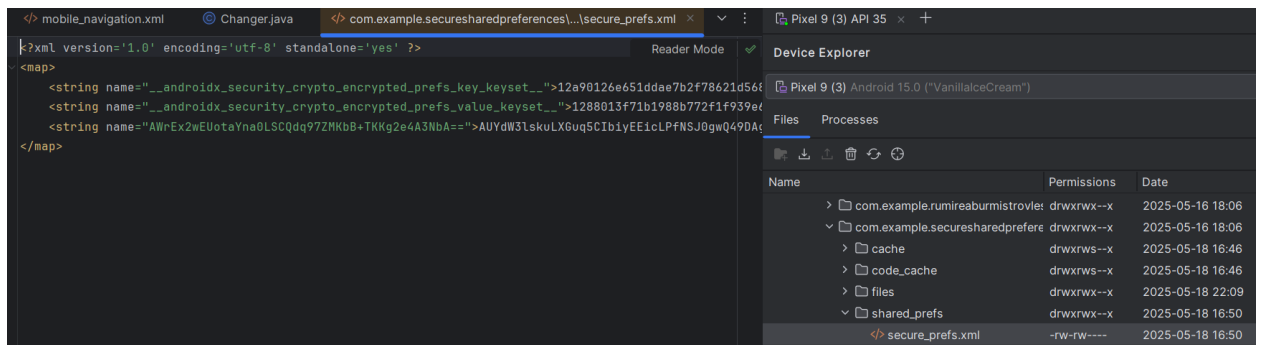 mobile_navigation.xml
Changer.java
com.example.securesharedpreferences\...\secure_prefs.xml
Pixel 9 (3) API 35
<?xml version='1.0' encoding='utf-8' standalone='yes' ?>
Reader Mode
<map>
<string name="__androidx_security_crypto_encrypted_prefs_key_keyset__">12a90126e651ddae7b2f78621d568
<string name="__androidx_security_crypto_encrypted_prefs_value_keyset__">1288013f71b1988b772f1f939e6
<string name="AWrEx2wEUotaYna0LSCQdq97ZMKbB+TKKg2e4A3NbA==">AUYdW3lskuLXGuq5CIbiyEEicLPfNSJ0gwQ49DAg
</map>
Device Explorer
Pixel 9 (3) Android 15.0 ("VanillaIceCream")
Files Processes
Name Permissions Date
com.example.rumireaburmistrovles drwxrwx--x 2025-05-16 18:06
com.example.securesharedprefere drwxrwx--x 2025-05-16 18:06
cache drwxrws--x 2025-05-18 16:46
code_cache drwxrws--x 2025-05-18 16:46
files drwxrwx--x 2025-05-18 22:09
shared_prefs drwxrwx--x 2025-05-18 16:50
secure_prefs.xml -rw-rw---- 2025-05-18 16:50